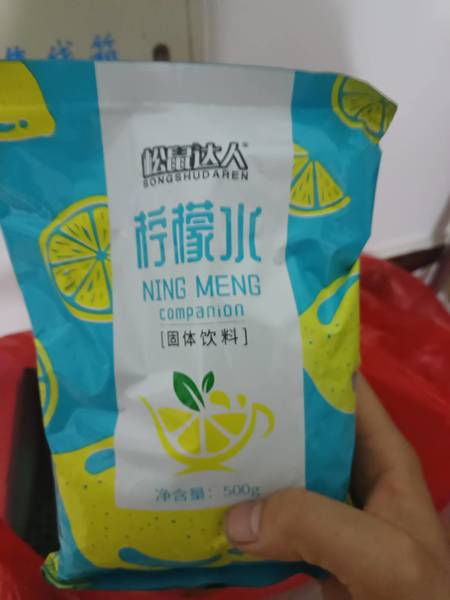 松鼠达人
SONGSHUDAREN
柠檬水
NING MENG
companion
[固体饮料]
净含量：500g